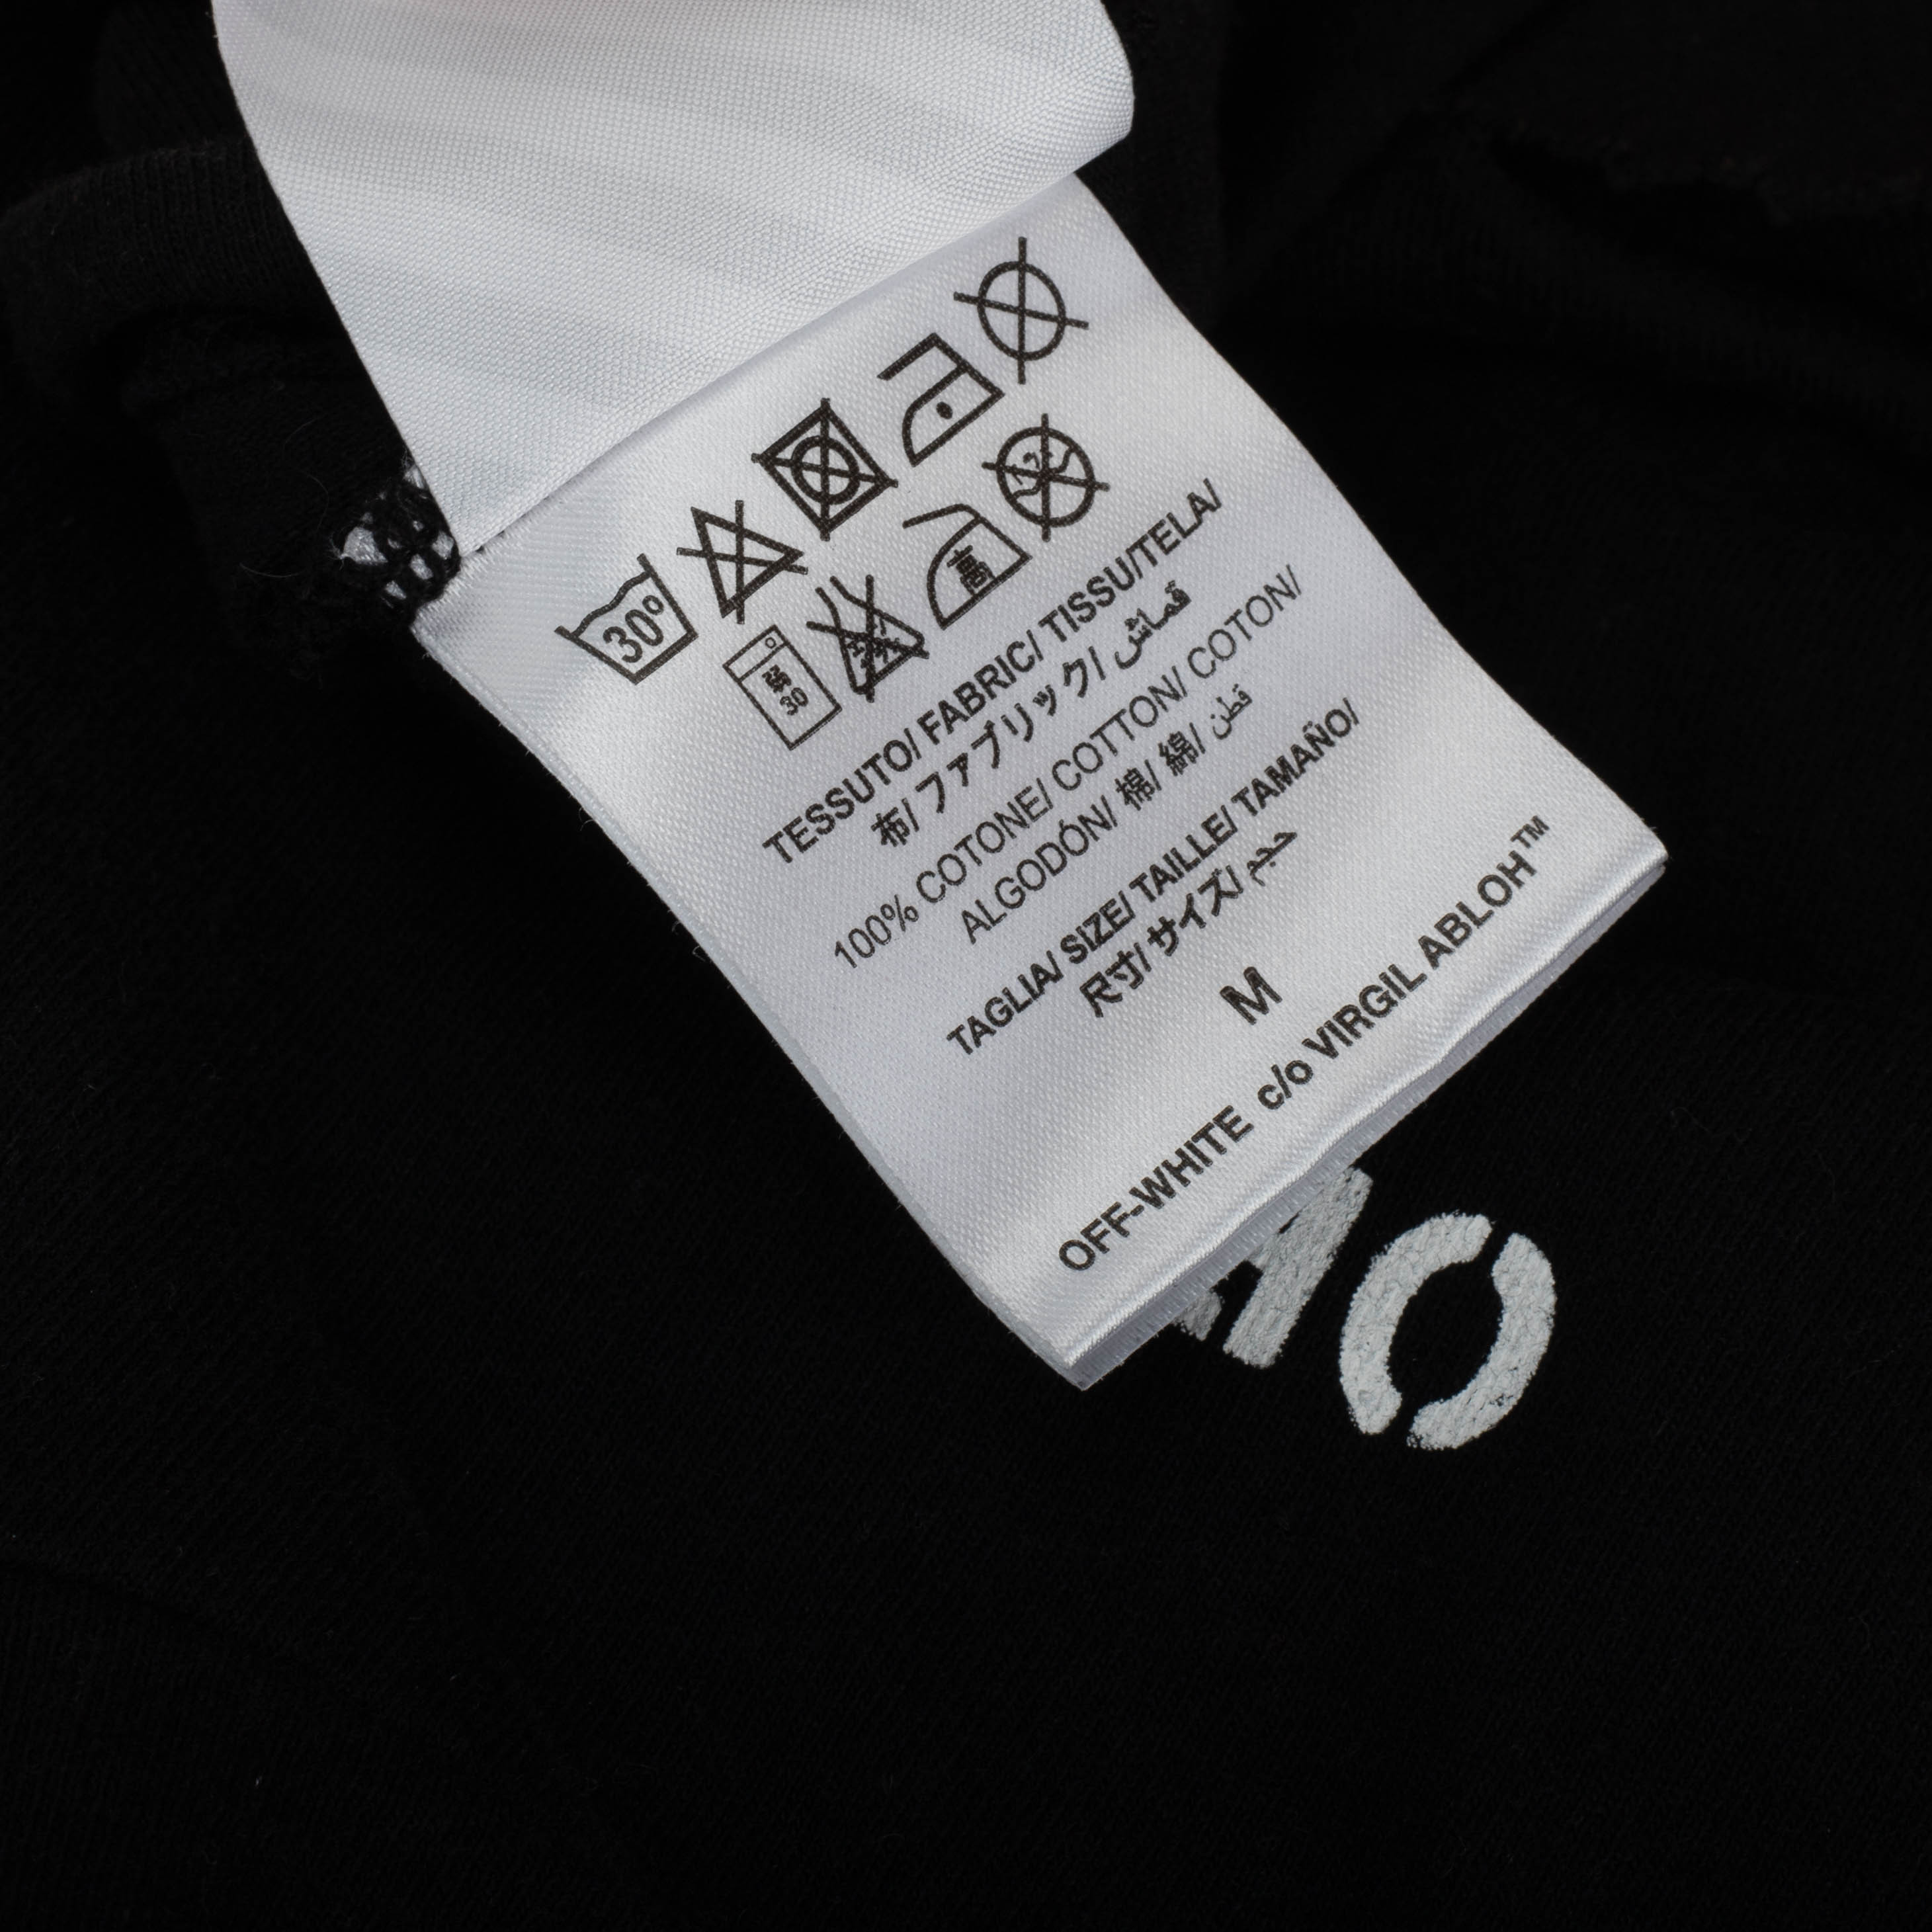 30°
弱
30
高
TESSUTO/ FABRIC/ TISSU/TELA/
布/ ファブリック/ قماش/
100% COTONE/ COTTON/ COTON/
ALGODÓN/ 棉/ 綿/ قطن
TAGLIA/ SIZE/ TAILLE/ TAMAÑO/
尺寸/ サイズ/ حجم
M
OFF-WHITE c/o VIRGIL ABLOH™
O